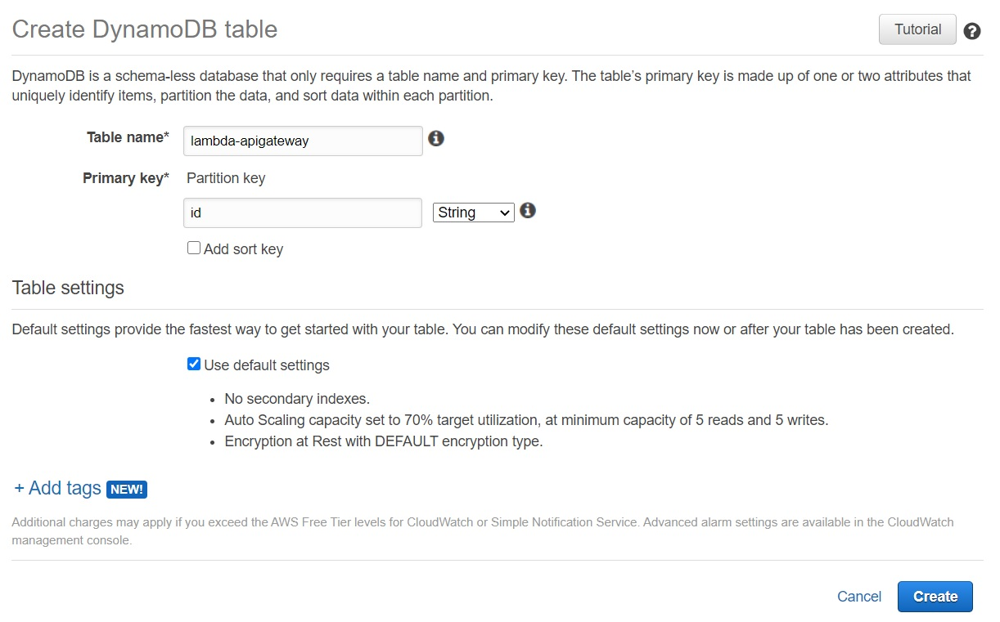 Create DynamoDB table
Tutorial
?
DynamoDB is a schema-less database that only requires a table name and primary key. The table's primary key is made up of one or two attributes that
uniquely identify items, partition the data, and sort data within each partition.
Table name* lambda-apigateway i
Primary key* Partition key
id String i
Add sort key
Table settings
Default settings provide the fastest way to get started with your table. You can modify these default settings now or after your table has been created.
Use default settings
• No secondary indexes.
• Auto Scaling capacity set to 70% target utilization, at minimum capacity of 5 reads and 5 writes.
• Encryption at Rest with DEFAULT encryption type.
+ Add tags NEW!
Additional charges may apply if you exceed the AWS Free Tier levels for CloudWatch or Simple Notification Service. Advanced alarm settings are available in the CloudWatch
management console.
Cancel Create